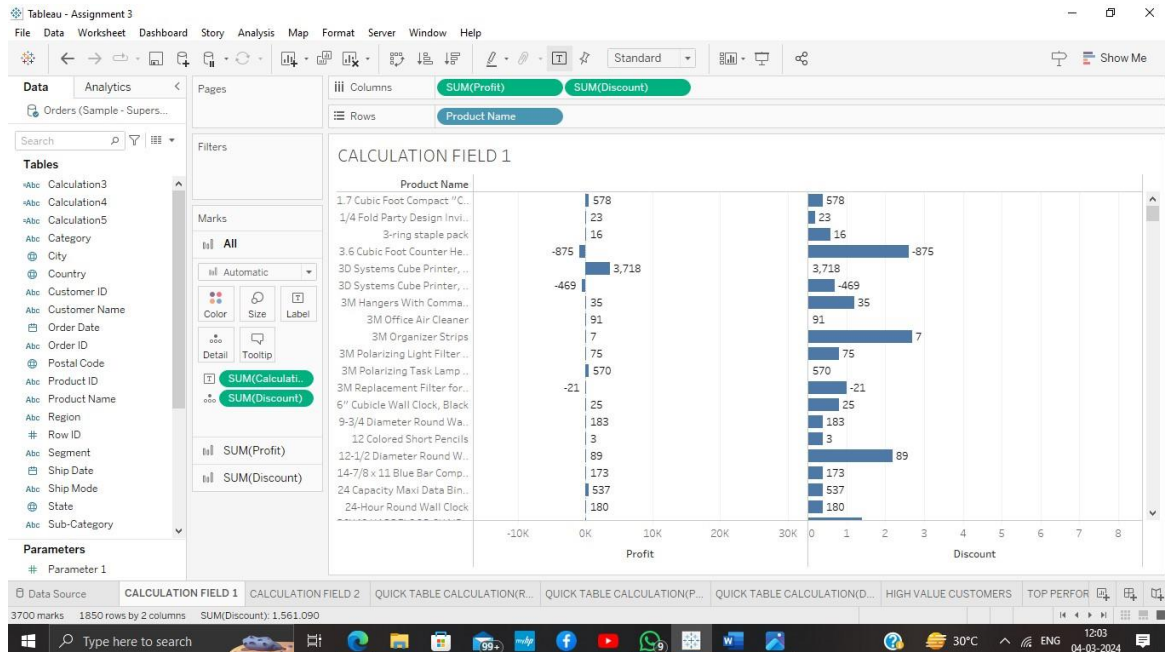 Tableau - Assignment 3
File Data Worksheet Dashboard Story Analysis Map Format Server Window Help
Standard
Show Me
Data Analytics
Orders (Sample - Supers...
Search
Tables
Abc Calculation3
Abc Calculation4
Abc Calculation5
Abc Category
City
Country
Abc Customer ID
Abc Customer Name
Order Date
Abc Order ID
Postal Code
Abc Product ID
Abc Product Name
Abc Region
# Row ID
Abc Segment
Ship Date
Abc Ship Mode
State
Abc Sub-Category
Parameters
# Parameter 1
Pages
Filters
Marks
All
Automatic
Color Size Label
Detail Tooltip
SUM(Calculati..
SUM(Discount)
SUM(Profit)
SUM(Discount)
Columns SUM(Profit) SUM(Discount)
Rows Product Name
CALCULATION FIELD 1
Product Name
1.7 Cubic Foot Compact "C.. 578 578
1/4 Fold Party Design Invi.. 23 23
3-ring staple pack 16 16
3.6 Cubic Foot Counter He.. -875 -875
3D Systems Cube Printer, .. 3,718 3,718
3D Systems Cube Printer, .. -469 -469
3M Hangers With Comma.. 35 35
3M Office Air Cleaner 91 91
3M Organizer Strips 7 7
3M Polarizing Light Filter .. 75 75
3M Polarizing Task Lamp .. 570 570
3M Replacement Filter for.. -21 -21
6" Cubicle Wall Clock, Black 25 25
9-3/4 Diameter Round Wa.. 183 183
12 Colored Short Pencils 3 3
12-1/2 Diameter Round W.. 89 89
14-7/8 x 11 Blue Bar Comp.. 173 173
24 Capacity Maxi Data Bin.. 537 537
24-Hour Round Wall Clock 180 180
-10K 0K 10K 20K 30K 0 1 2 3 4 5 6 7 8
Profit Discount
Data Source CALCULATION FIELD 1 CALCULATION FIELD 2 QUICK TABLE CALCULATION(R... QUICK TABLE CALCULATION(P... QUICK TABLE CALCULATION(D... HIGH VALUE CUSTOMERS TOP PERFOR
3700 marks 1850 rows by 2 columns SUM(Discount): 1,561.090
Type here to search 99+ 9 30°C ENG 12:03
04-03-2024